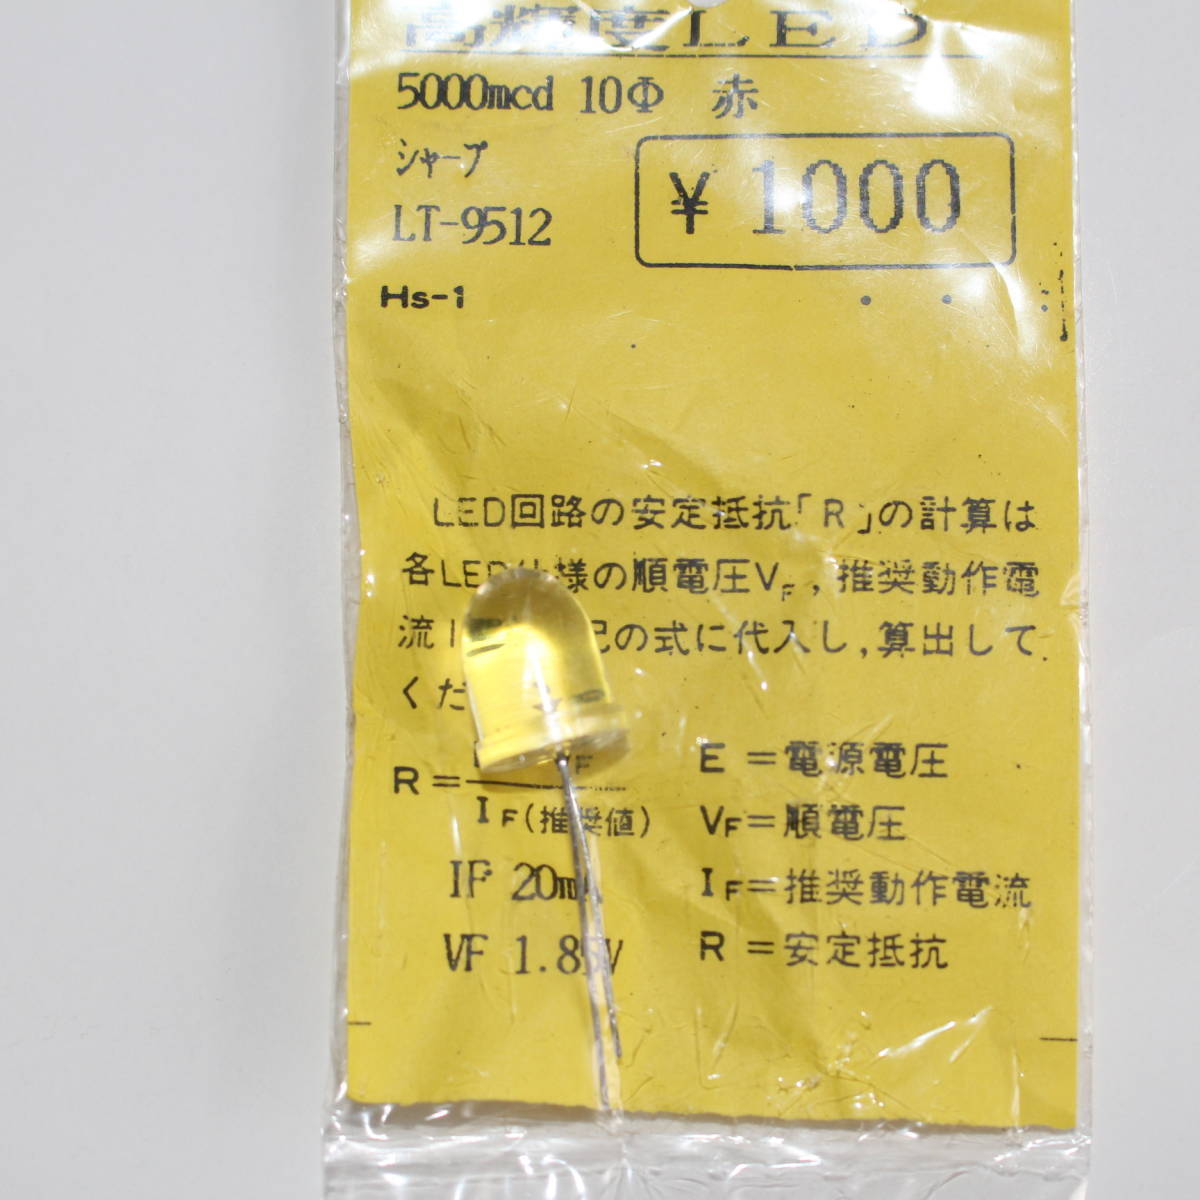 高輝度LED
5000mcd 10Φ 赤
シャープ
¥1000
LT-9512
Hs-1
LED回路の安定抵抗「R」の計算は
各LED仕様の順電圧VF,推奨動作電
流 の式に代入し,算出して
くだ
R=
IF(推奨値)
E=電源電圧
VF=順電圧
IF=推奨動作電流
R=安定抵抗
IF 20mA
VF 1.85V